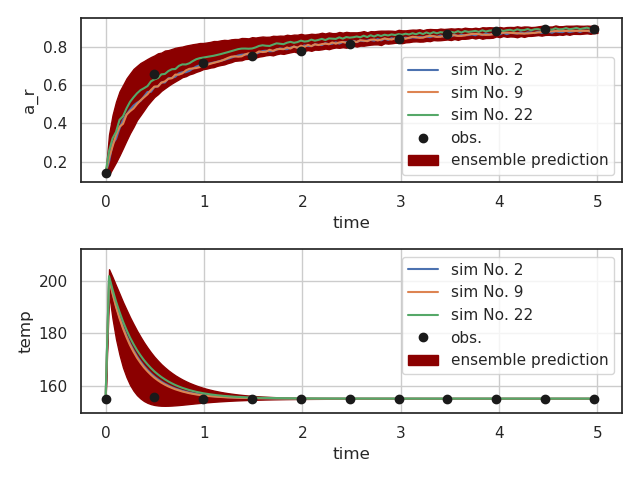 0.8
0.6
0.4
0.2
a_r
sim No. 2
sim No. 9
sim No. 22
obs.
ensemble prediction
0 1 2 3 4 5
time
200
180
160
temp
sim No. 2
sim No. 9
sim No. 22
obs.
ensemble prediction
0 1 2 3 4 5
time